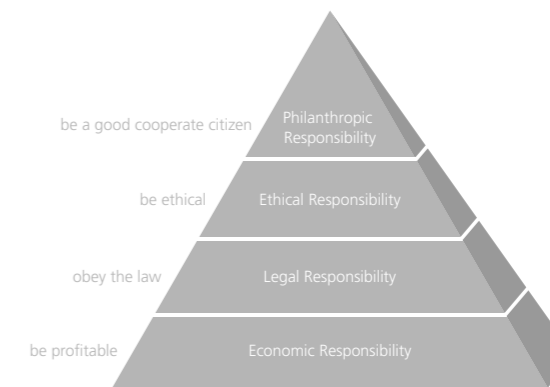 Philanthropic
be a good cooperate citizen
Responsibility
be ethical
Ethical Responsibility
obey the law
Legal Responsibility
be profitable
Economic Responsibility